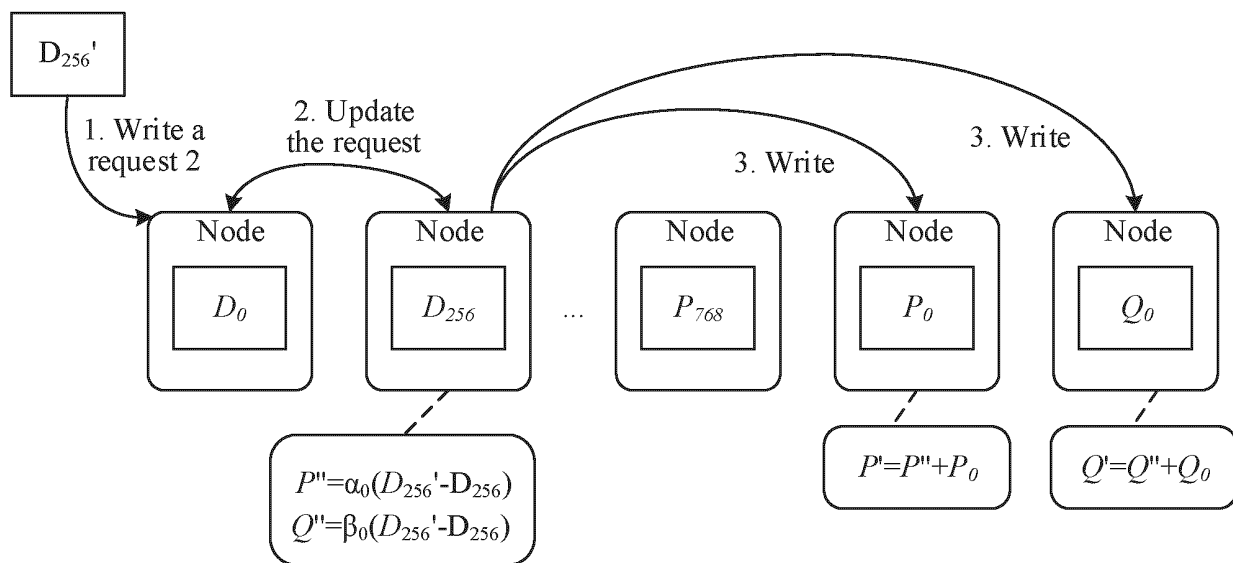 D₂₅₆'
1. Write a
request 2
2. Update
the request
3. Write
3. Write
Node
Node
Node
Node
Node
D₀
D₂₅₆
...
P₇₆₈
P₀
Q₀
P''=α₀(D₂₅₆'-D₂₅₆)
Q''=β₀(D₂₅₆'-D₂₅₆)
P'=P''+P₀
Q'=Q''+Q₀